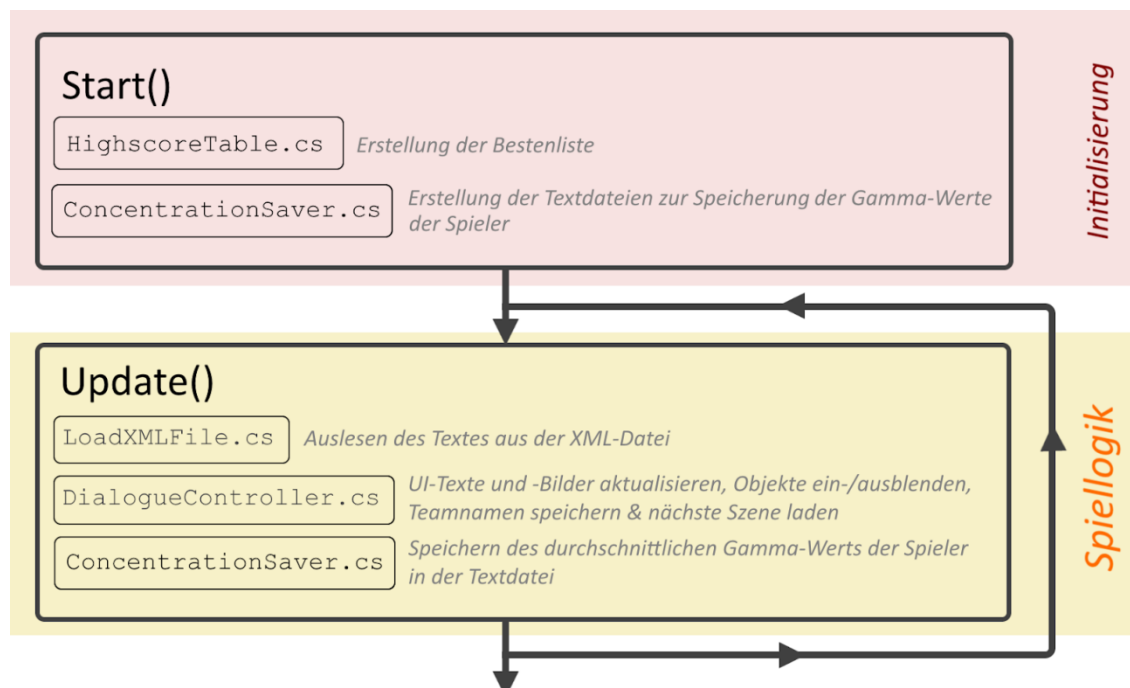 Start()
HighscoreTable.cs
Erstellung der Bestenliste
ConcentrationSaver.cs
Erstellung der Textdateien zur Speicherung der Gamma-Werte
der Spieler
Initialisierung
Update()
LoadXMLFile.cs
Auslesen des Textes aus der XML-Datei
DialogueController.cs
UI-Texte und -Bilder aktualisieren, Objekte ein-/ausblenden,
Teamnamen speichern & nächste Szene laden
ConcentrationSaver.cs
Speichern des durchschnittlichen Gamma-Werts der Spieler
in der Textdatei
Spiellogik